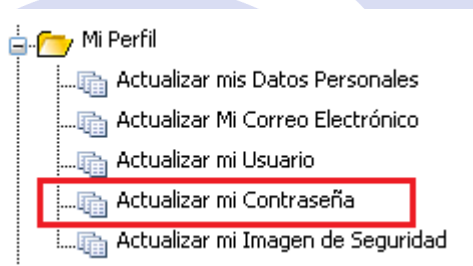 Mi Perfil
Actualizar mis Datos Personales
Actualizar Mi Correo Electrónico
Actualizar mi Usuario
Actualizar mi Contraseña
Actualizar mi Imagen de Seguridad